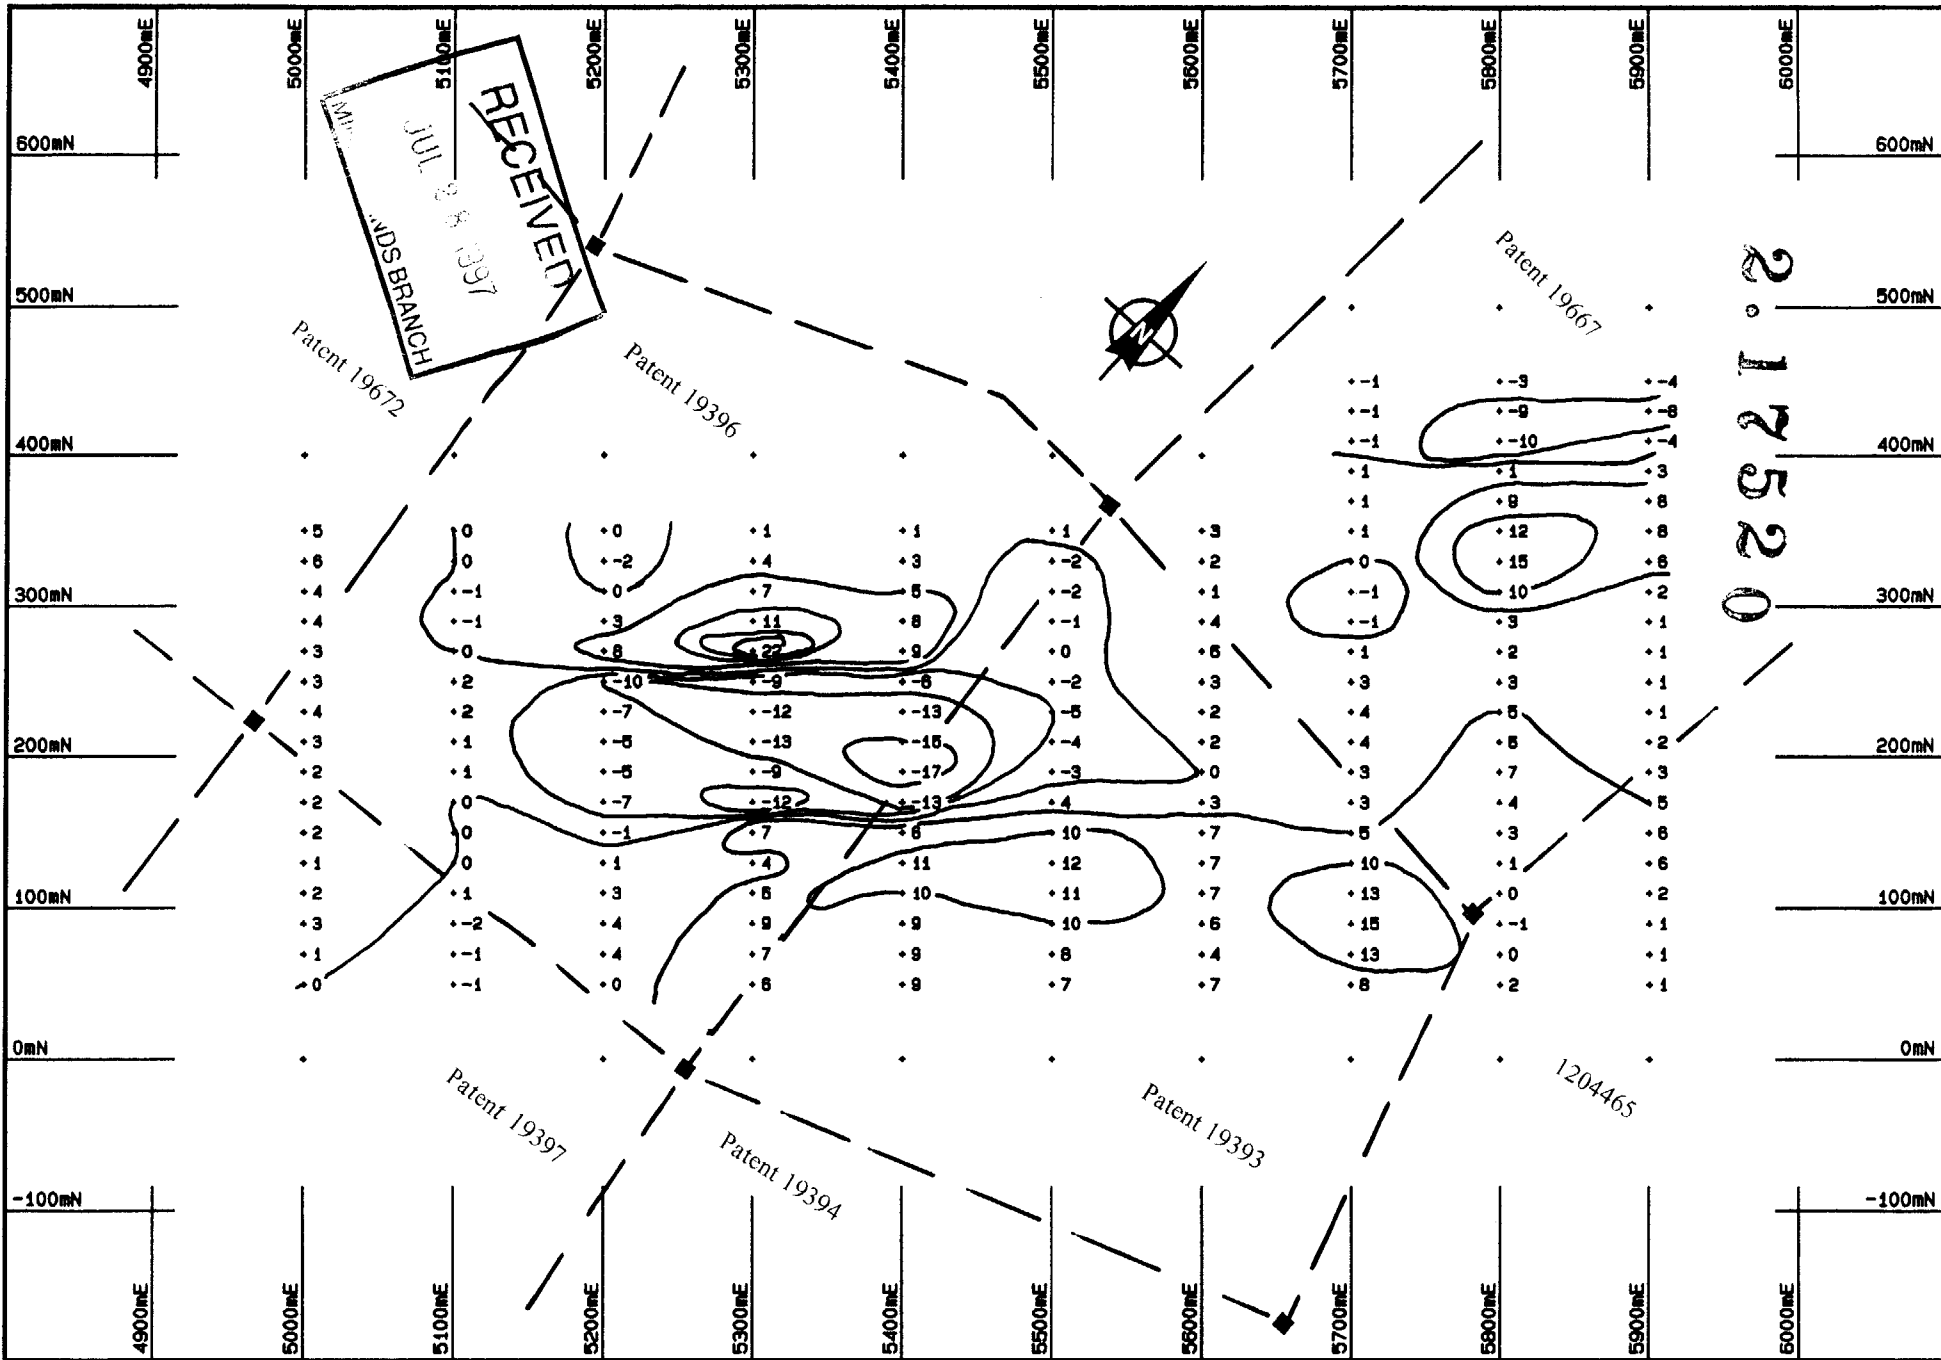 4900mE 5000mE 5100mE 5200mE 5300mE 5400mE 5500mE 5600mE 5700mE 5800mE 5900mE 6000mE
RECEIVED
JUL 1997
NDS BRANCH
600mN 600mN
Patent 19667
2.17520
500mN 500mN
N
Patent 19672
Patent 19396
-1 -3 -4
-1 -9 -8
-1 -10 -4
400mN 400mN
1 1 3
1 9 8
5 0 0 1 1 1 3 1 12 8
6 0 -2 4 3 -2 2 0 15 6
4 -1 0 7 5 -2 1 -1 10 2
300mN 300mN
4 -1 3 11 8 -1 4 -1 3 1
3 0 6 22 9 0 6 1 2 1
3 2 -10 -9 -6 -2 3 3 3 1
4 2 -7 -12 -13 -5 2 4 5 1
3 1 -5 -13 -15 -4 2 4 5 2
200mN 200mN
2 1 -5 -9 -17 -3 0 3 7 3
2 0 -7 -12 -13 4 3 3 4 5
2 0 -1 7 6 10 7 5 3 6
1 0 1 4 11 12 7 10 1 6
2 1 3 5 10 11 7 13 0 2
100mN 100mN
3 -2 4 9 9 10 6 15 -1 1
1 -1 4 7 9 8 4 13 0 1
0 -1 0 6 9 7 7 8 2 1
0mN 0mN
1204465
Patent 19397
Patent 19394
Patent 19393
-100mN -100mN
4900mE 5000mE 5100mE 5200mE 5300mE 5400mE 5500mE 5600mE 5700mE 5800mE 5900mE 6000mE